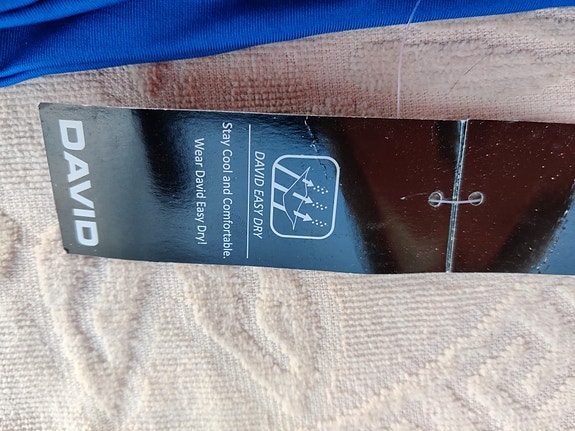 DAVID EASY DRY
Stay Cool and Comfortable.
Wear David Easy Dry!
DAVID